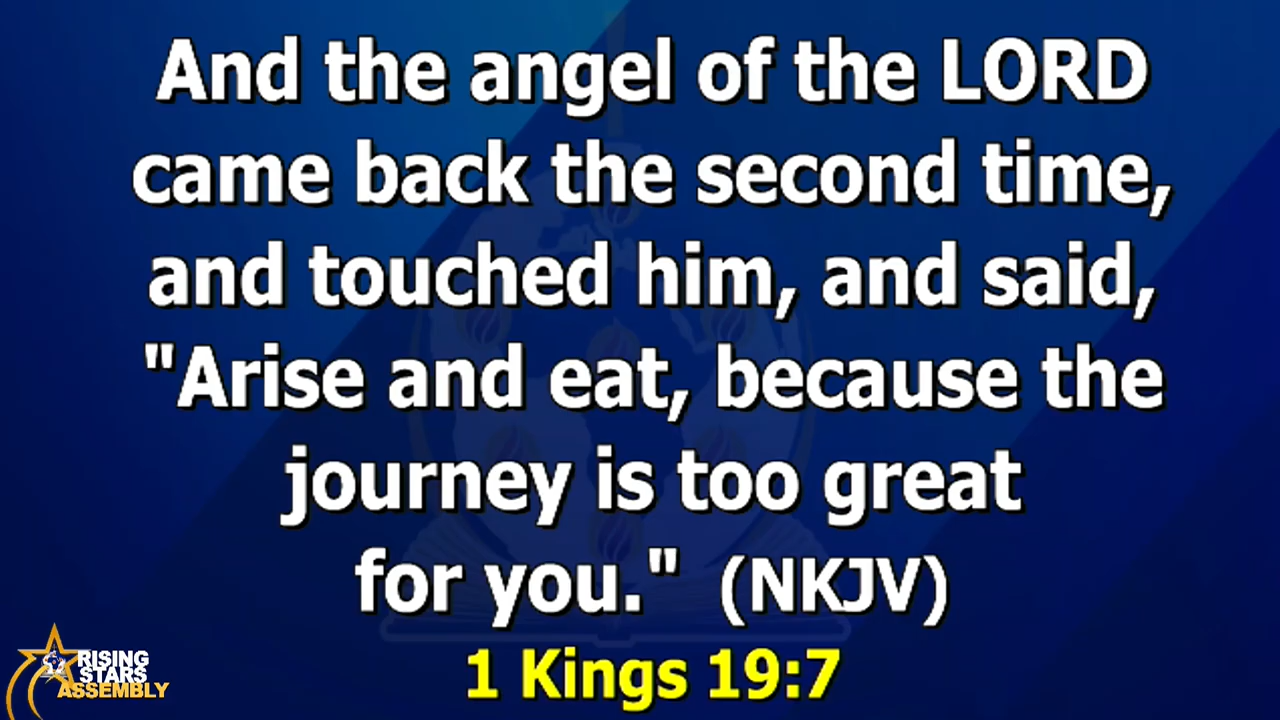 And the angel of the LORD
came back the second time,
and touched him, and said,
"Arise and eat, because the
journey is too great
for you." (NKJV)
1 Kings 19:7
RISING
STARS
ASSEMBLY